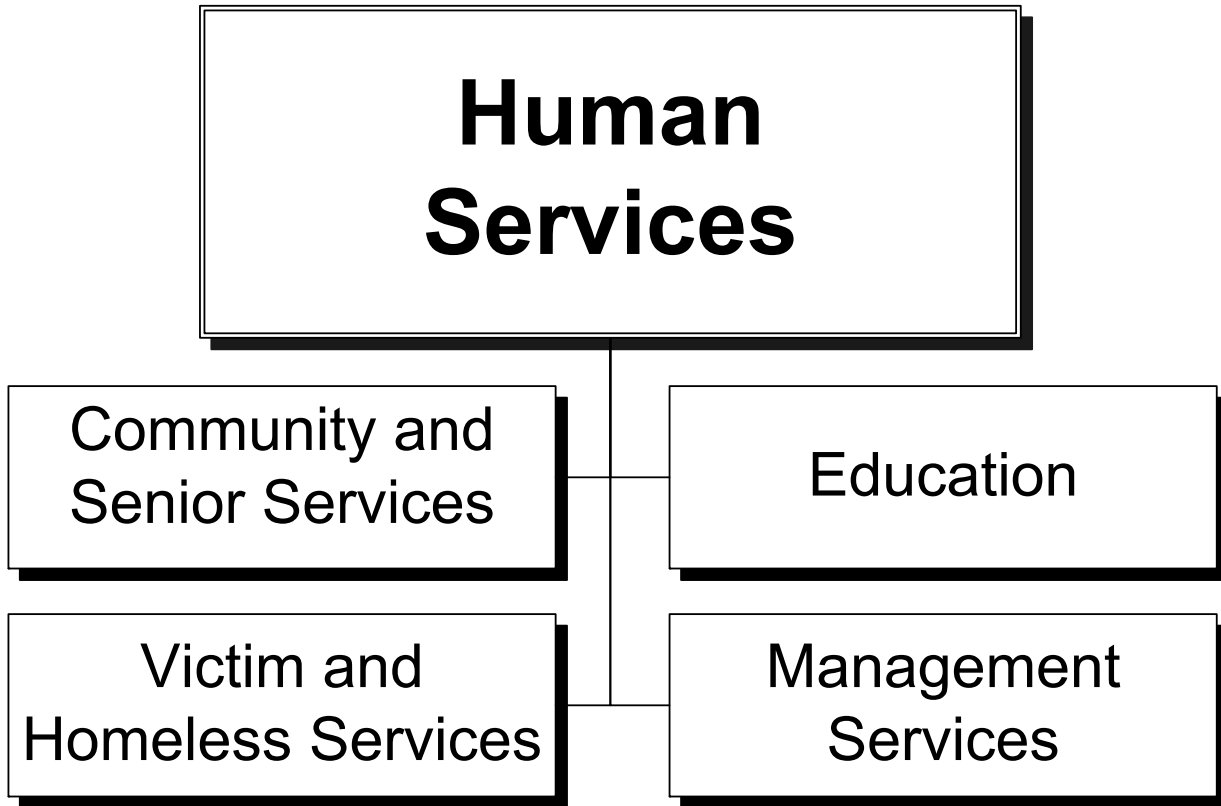 Human
Services
Community and
Senior Services
Education
Victim and
Homeless Services
Management
Services